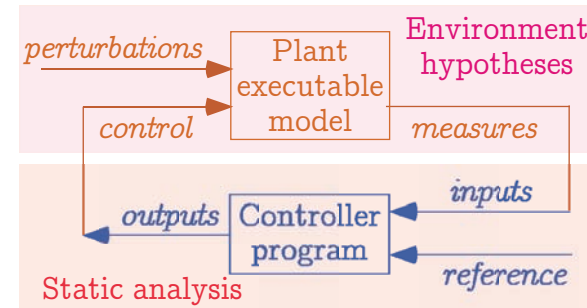 perturbations
Plant
executable
model
Environment
hypotheses
control
measures
outputs
Controller
program
inputs
reference
Static analysis